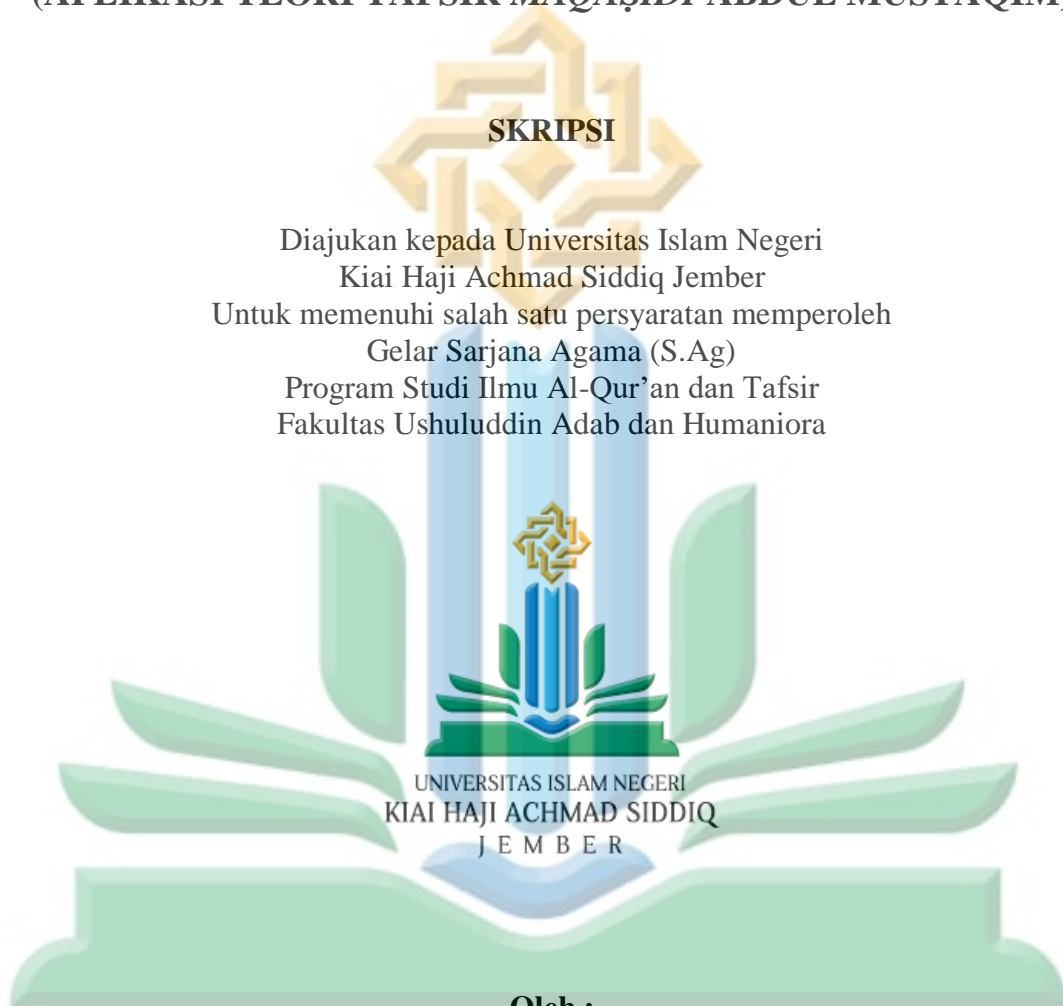 (APLIKASI TEORI TAFSIR MAQĀṢIDĪ ABDUL MUSTAQIM)
SKRIPSI
Diajukan kepada Universitas Islam Negeri
Kiai Haji Achmad Siddiq Jember
Untuk memenuhi salah satu persyaratan memperoleh
Gelar Sarjana Agama (S.Ag)
Program Studi Ilmu Al-Qur’an dan Tafsir
Fakultas Ushuluddin Adab dan Humaniora
UNIVERSITAS ISLAM NEGERI
KIAI HAJI ACHMAD SIDDIQ
JEMBER
Oleh :